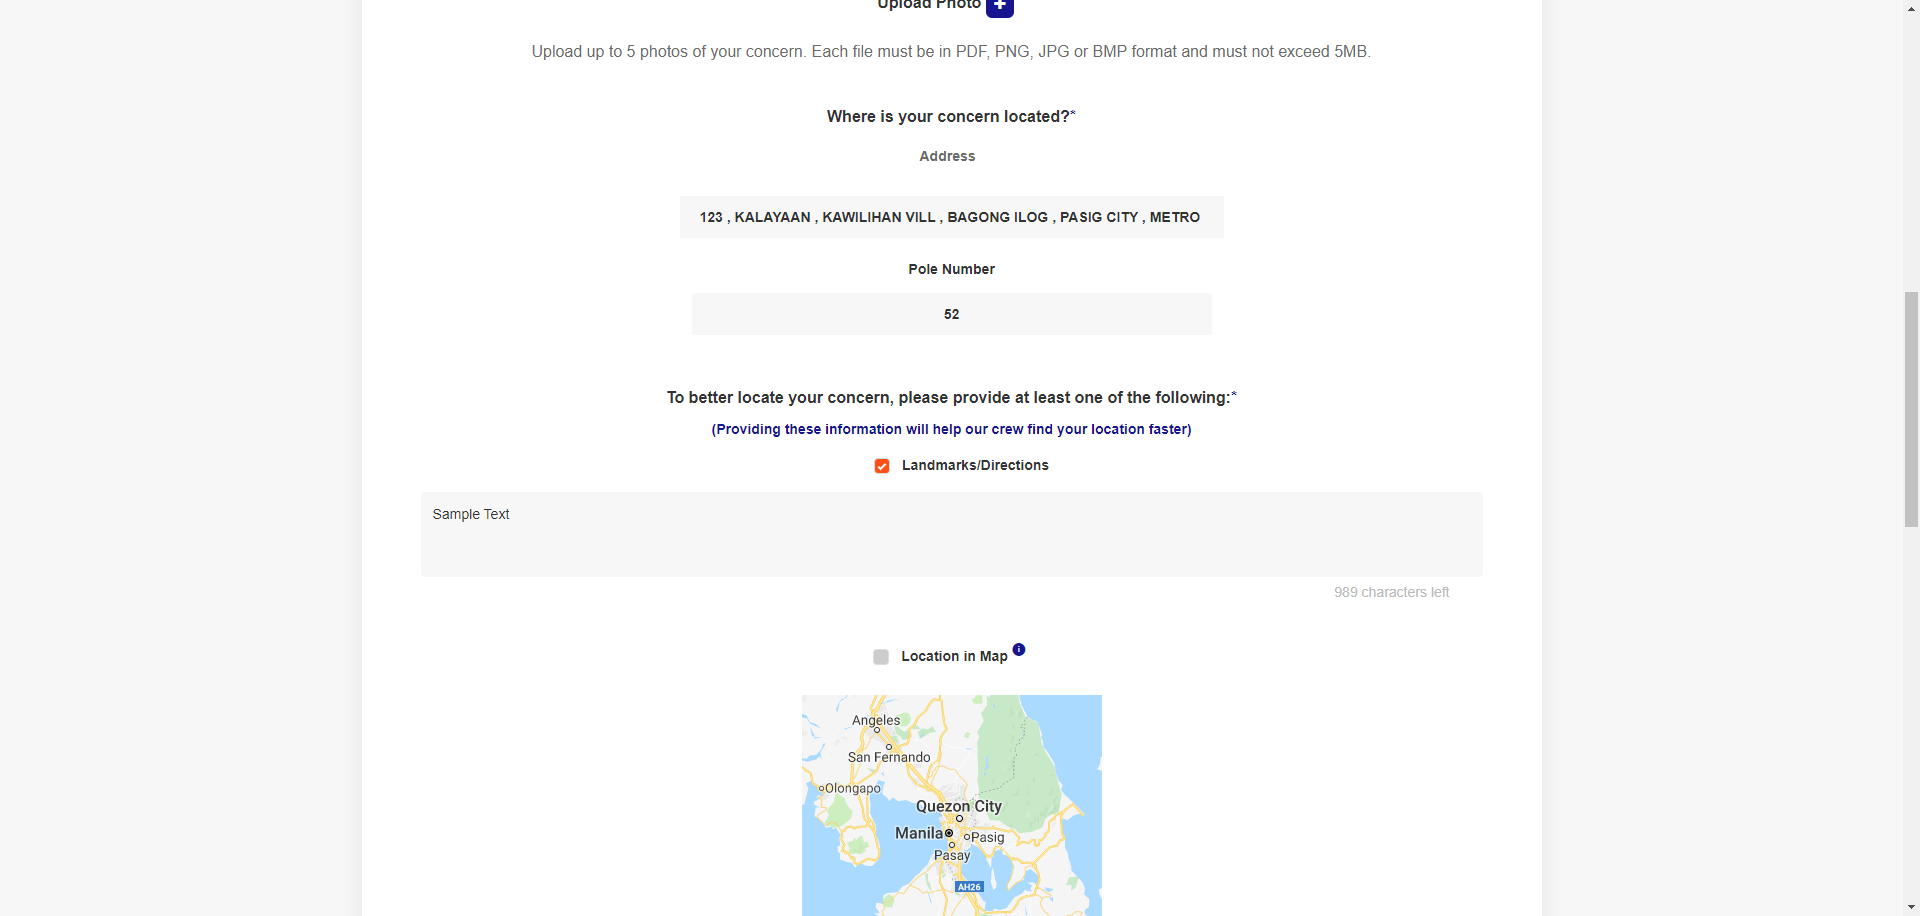 Upload Photo
Upload up to 5 photos of your concern. Each file must be in PDF, PNG, JPG or BMP format and must not exceed 5MB.
Where is your concern located?*
Address
123 , KALAYAAN , KAWILIHAN VILL , BAGONG ILOG , PASIG CITY , METRO
Pole Number
52
To better locate your concern, please provide at least one of the following:*
(Providing these information will help our crew find your location faster)
Landmarks/Directions
Sample Text
989 characters left
Location in Map
Angeles
San Fernando
Olongapo
Quezon City
Manila
Pasig
Pasay
AH26